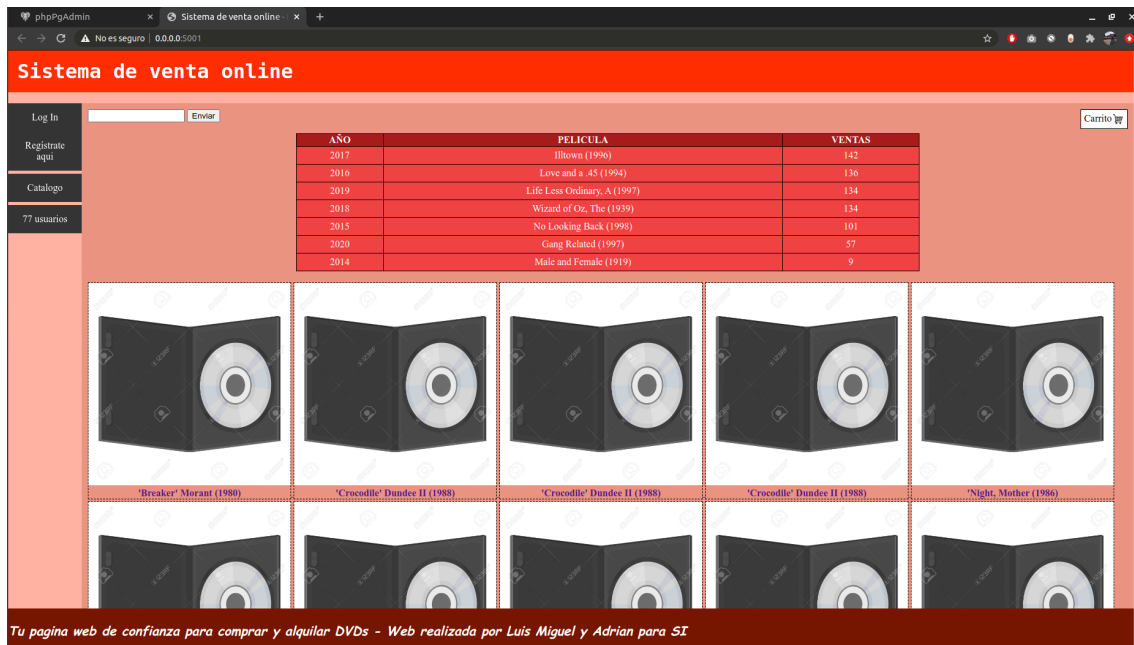 phpPgAdmin
Sistema de venta online -
No es seguro | 0.0.0.0:5001
Sistema de venta online
Log In
Registrate
aqui
Catalogo
77 usuarios
Enviar
Carrito
AÑO PELICULA VENTAS
2017 Illtown (1996) 142
2016 Love and a .45 (1994) 136
2019 Life Less Ordinary, A (1997) 134
2018 Wizard of Oz, The (1939) 134
2015 No Looking Back (1998) 101
2020 Gang Related (1997) 57
2014 Male and Female (1919) 9
'Breaker' Morant (1980) 'Crocodile' Dundee II (1988) 'Crocodile' Dundee II (1988) 'Crocodile' Dundee II (1988) 'Night, Mother (1986)
Tu pagina web de confianza para comprar y alquilar DVDs - Web realizada por Luis Miguel y Adrian para SI